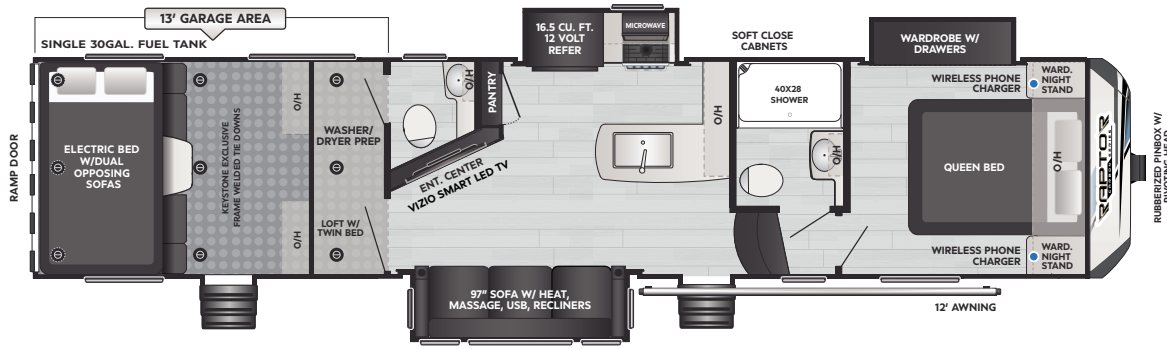 13' GARAGE AREA
SINGLE 30GAL. FUEL TANK
RAMP DOOR
ELECTRIC BED
W/DUAL
OPPOSING
SOFAS
KEYSTONE EXCLUSIVE
FRAME WELDED TIE DOWNS
O/H
O/H
WASHER/
DRYER PREP
LOFT W/
TWIN BED
O/H
PANTRY
ENT. CENTER
VIZIO SMART LED TV
16.5 CU. FT.
12 VOLT
REFER
MICROWAVE
O/H
97" SOFA W/ HEAT,
MASSAGE, USB, RECLINERS
SOFT CLOSE
CABNETS
40X28
SHOWER
O/H
WARDROBE W/
DRAWERS
WIRELESS PHONE
CHARGER
WARD.
NIGHT
STAND
QUEEN BED
O/H
WIRELESS PHONE
CHARGER
WARD.
NIGHT
STAND
12' AWNING
RAPTOR
RUBBERIZED PINBOX W/
PIVOTING HEAD